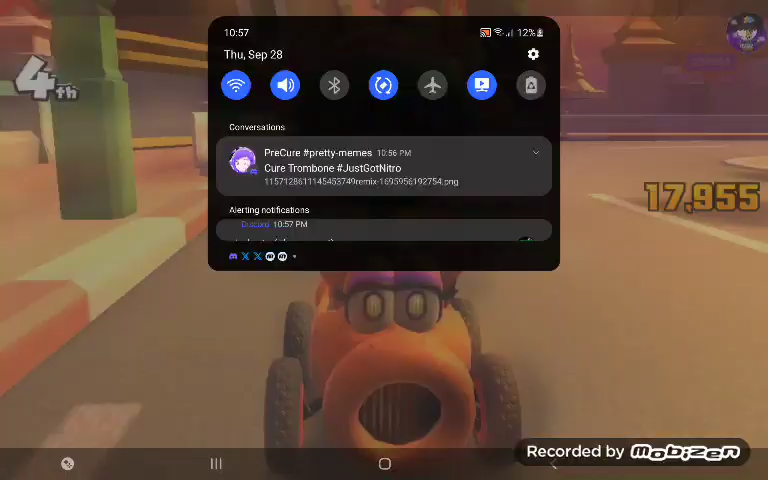 10:57
12%
Thu, Sep 28
4th
Conversations
PreCure #pretty-memes 10:56 PM
Cure Trombone #JustGotNitro
1157128611145453749remix-1695956192754.png
17,955
Alerting notifications
Discord 10:57 PM
Recorded by Mobizen